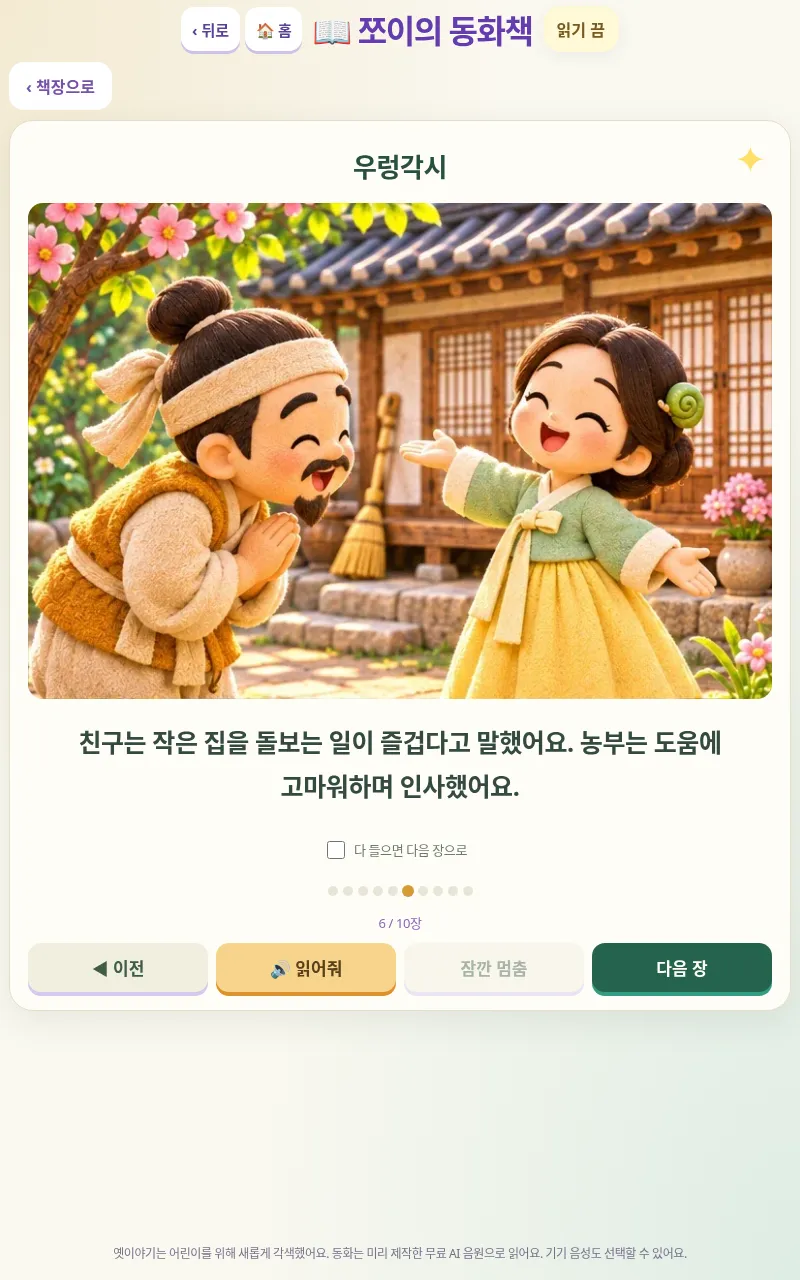 ‹ 뒤로
🏠 홈
📖 쪼이의 동화책
읽기 끔
‹ 책장으로
우렁각시
친구는 작은 집을 돌보는 일이 즐겁다고 말했어요. 농부는 도움에
고마워하며 인사했어요.
다 들으면 다음 장으로
6 / 10장
◀ 이전
🔊 읽어줘
잠깐 멈춤
다음 장
옛이야기는 어린이를 위해 새롭게 각색했어요. 동화는 미리 제작한 무료 AI 음원으로 읽어요. 기기 음성도 선택할 수 있어요.